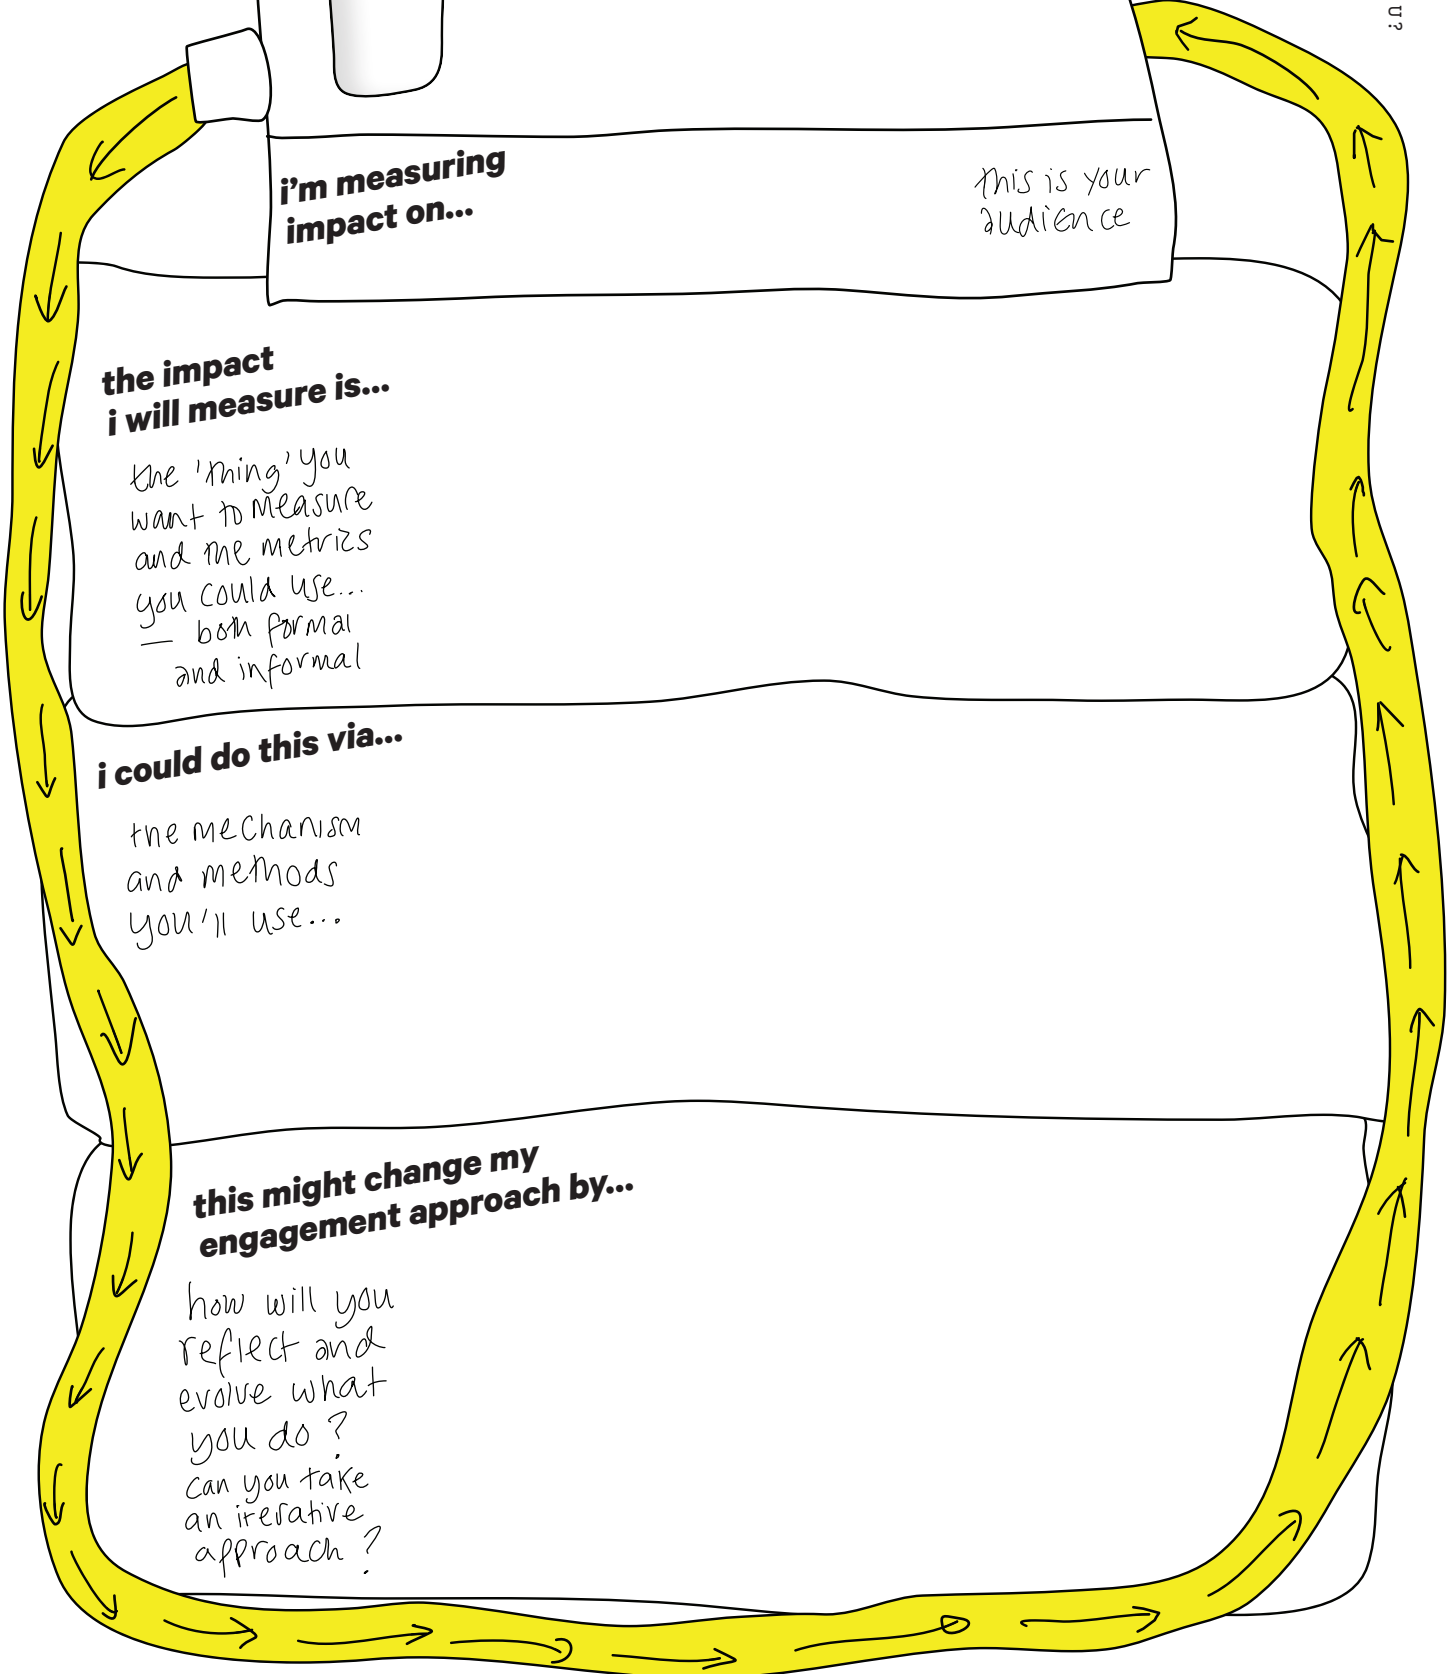 u?
i'm measuring
impact on...
this is your
audience
the impact
i will measure is...
the 'thing' you
want to measure
and the metrics
you could use...
— both formal
and informal
i could do this via...
the mechanism
and methods
you'll use...
this might change my
engagement approach by...
how will you
reflect and
evolve what
you do?
can you take
an iterative
approach?